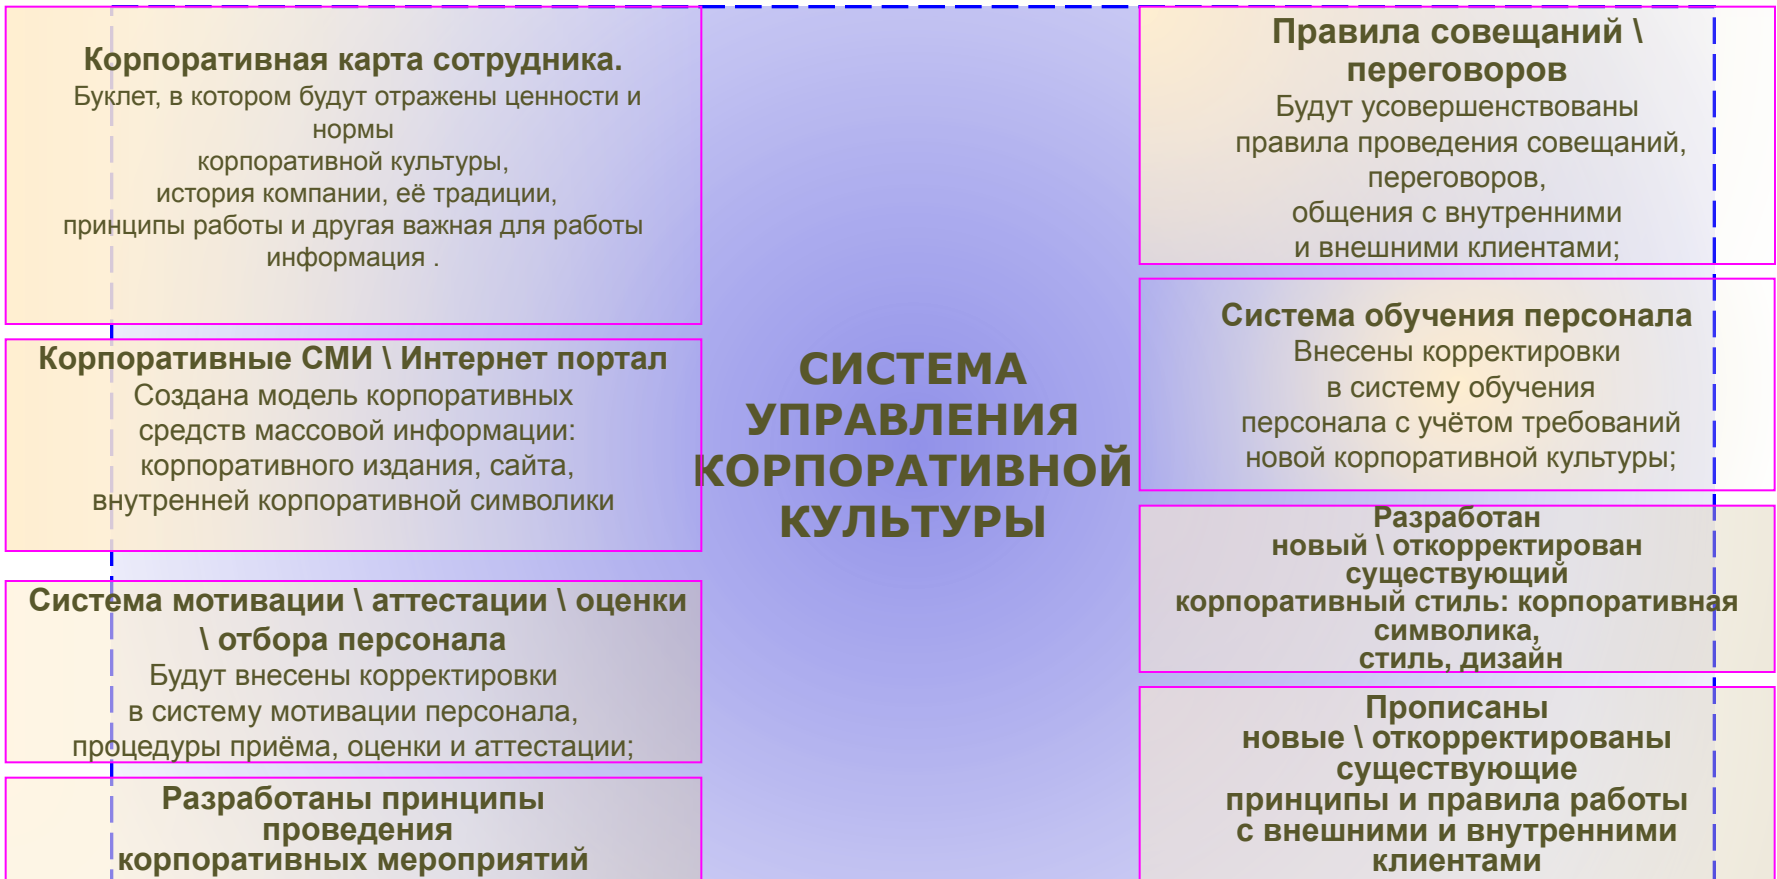 Корпоративная карта сотрудника.
Буклет, в котором будут отражены ценности и
нормы
корпоративной культуры,
история компании, её традиции,
принципы работы и другая важная для работы
информация .
Корпоративные СМИ \ Интернет портал
Создана модель корпоративных
средств массовой информации:
корпоративного издания, сайта,
внутренней корпоративной символики
Система мотивации \ аттестации \ оценки
\ отбора персонала
Будут внесены корректировки
в систему мотивации персонала,
процедуры приёма, оценки и аттестации;
Разработаны принципы
проведения
корпоративных мероприятий
СИСТЕМА
УПРАВЛЕНИЯ
КОРПОРАТИВНОЙ
КУЛЬТУРЫ
Правила совещаний \
переговоров
Будут усовершенствованы
правила проведения совещаний,
переговоров,
общения с внутренними
и внешними клиентами;
Система обучения персонала
Внесены корректировки
в систему обучения
персонала с учётом требований
новой корпоративной культуры;
Разработан
новый \ откорректирован
существующий
корпоративный стиль: корпоративная
символика,
стиль, дизайн
Прописаны
новые \ откорректированы
существующие
принципы и правила работы
с внешними и внутренними
клиентами